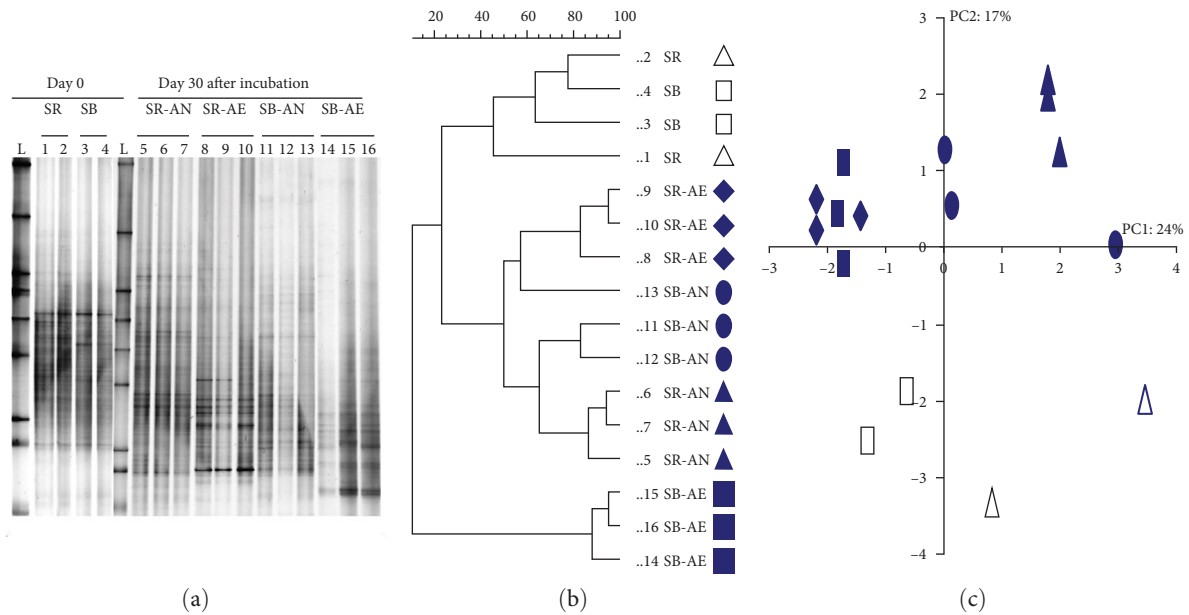 Day 0
Day 30 after incubation
SR SB SR-AN SR-AE SB-AN SB-AE
L 1 2 3 4 L 5 6 7 8 9 10 11 12 13 14 15 16
(a)
20 40 60 80 100
..2 SR
..4 SB
..3 SB
..1 SR
..9 SR-AE
..10 SR-AE
..8 SR-AE
..13 SB-AN
..11 SB-AN
..12 SB-AN
..6 SR-AN
..7 SR-AN
..5 SR-AN
..15 SB-AE
..16 SB-AE
..14 SB-AE
(b)
3
PC2: 17%
2
1
PC1: 24%
0
−3 −2 −1 0 1 2 3 4
−1
−2
−3
−4
(c)